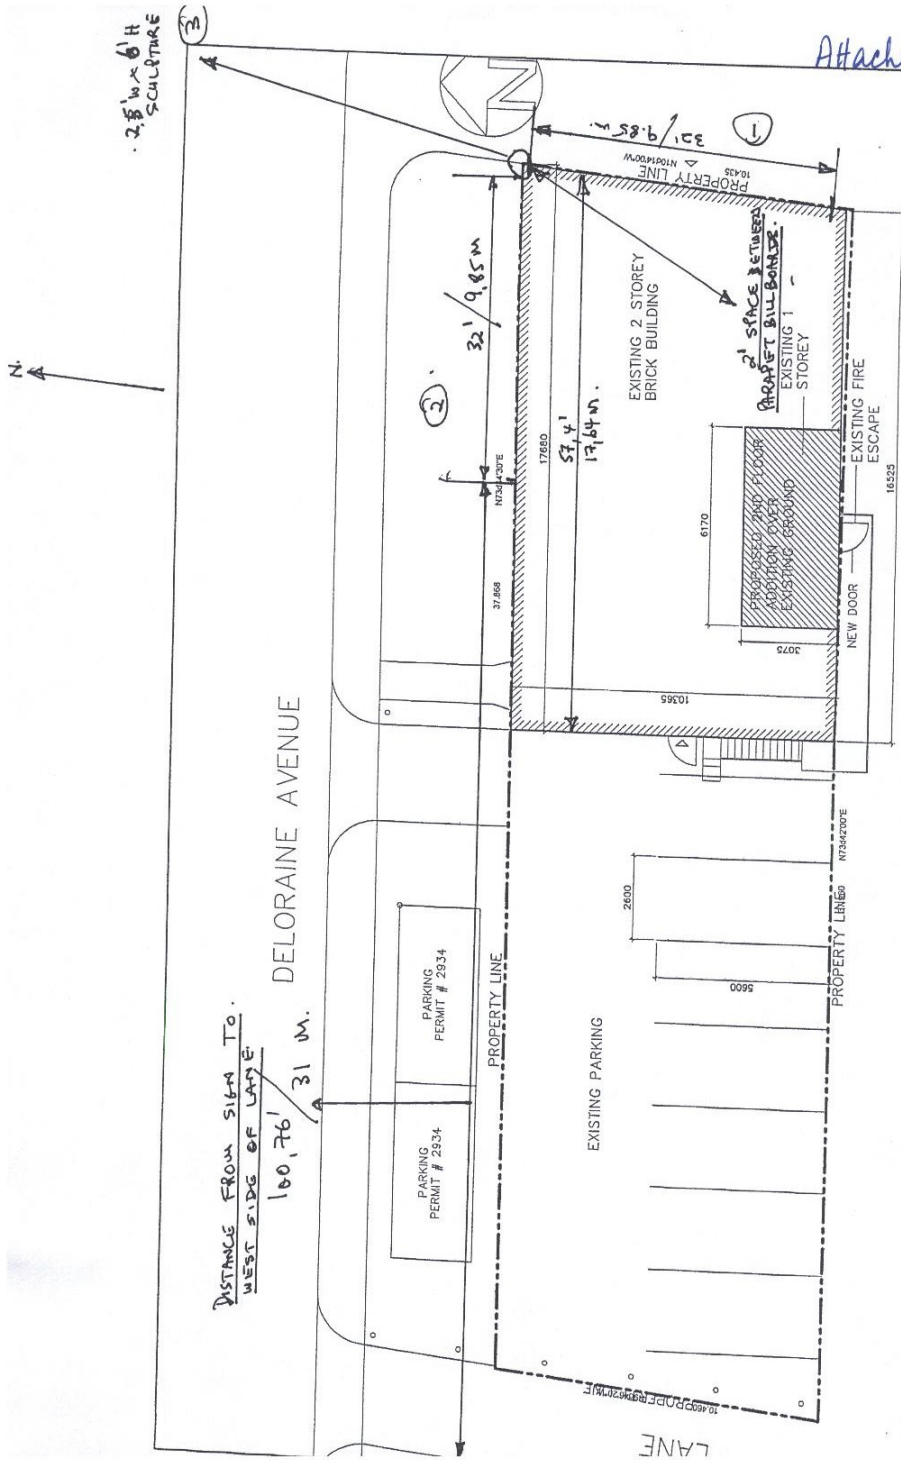 Attach
3
2.5' W x 6' H
SCULPTURE
N.
N
1
32'
9.85
10.435
N10d14'00"W
PROPERTY LINE
2
32' 9.85M
N73d44'30"E
37.868
17680
57.4'
17.64 M.
EXISTING 2 STOREY
BRICK BUILDING
2' SPACE BETWEEN
PARAPET BILLBOARDS.
EXISTING 1
STOREY
PROPOSED 2ND FLOOR
ADDITION OVER
EXISTING GROUND
6170
3075
10365
EXISTING FIRE
ESCAPE
16525
NEW DOOR
DELORAINE AVENUE
DISTANCE FROM SIGN TO
WEST SIDE OF LANE
100.76' 31 M.
PARKING
PERMIT # 2934
PARKING
PERMIT # 2934
PROPERTY LINE
EXISTING PARKING
2600
5600
N73d42'00"E
PROPERTY LINE
LANE